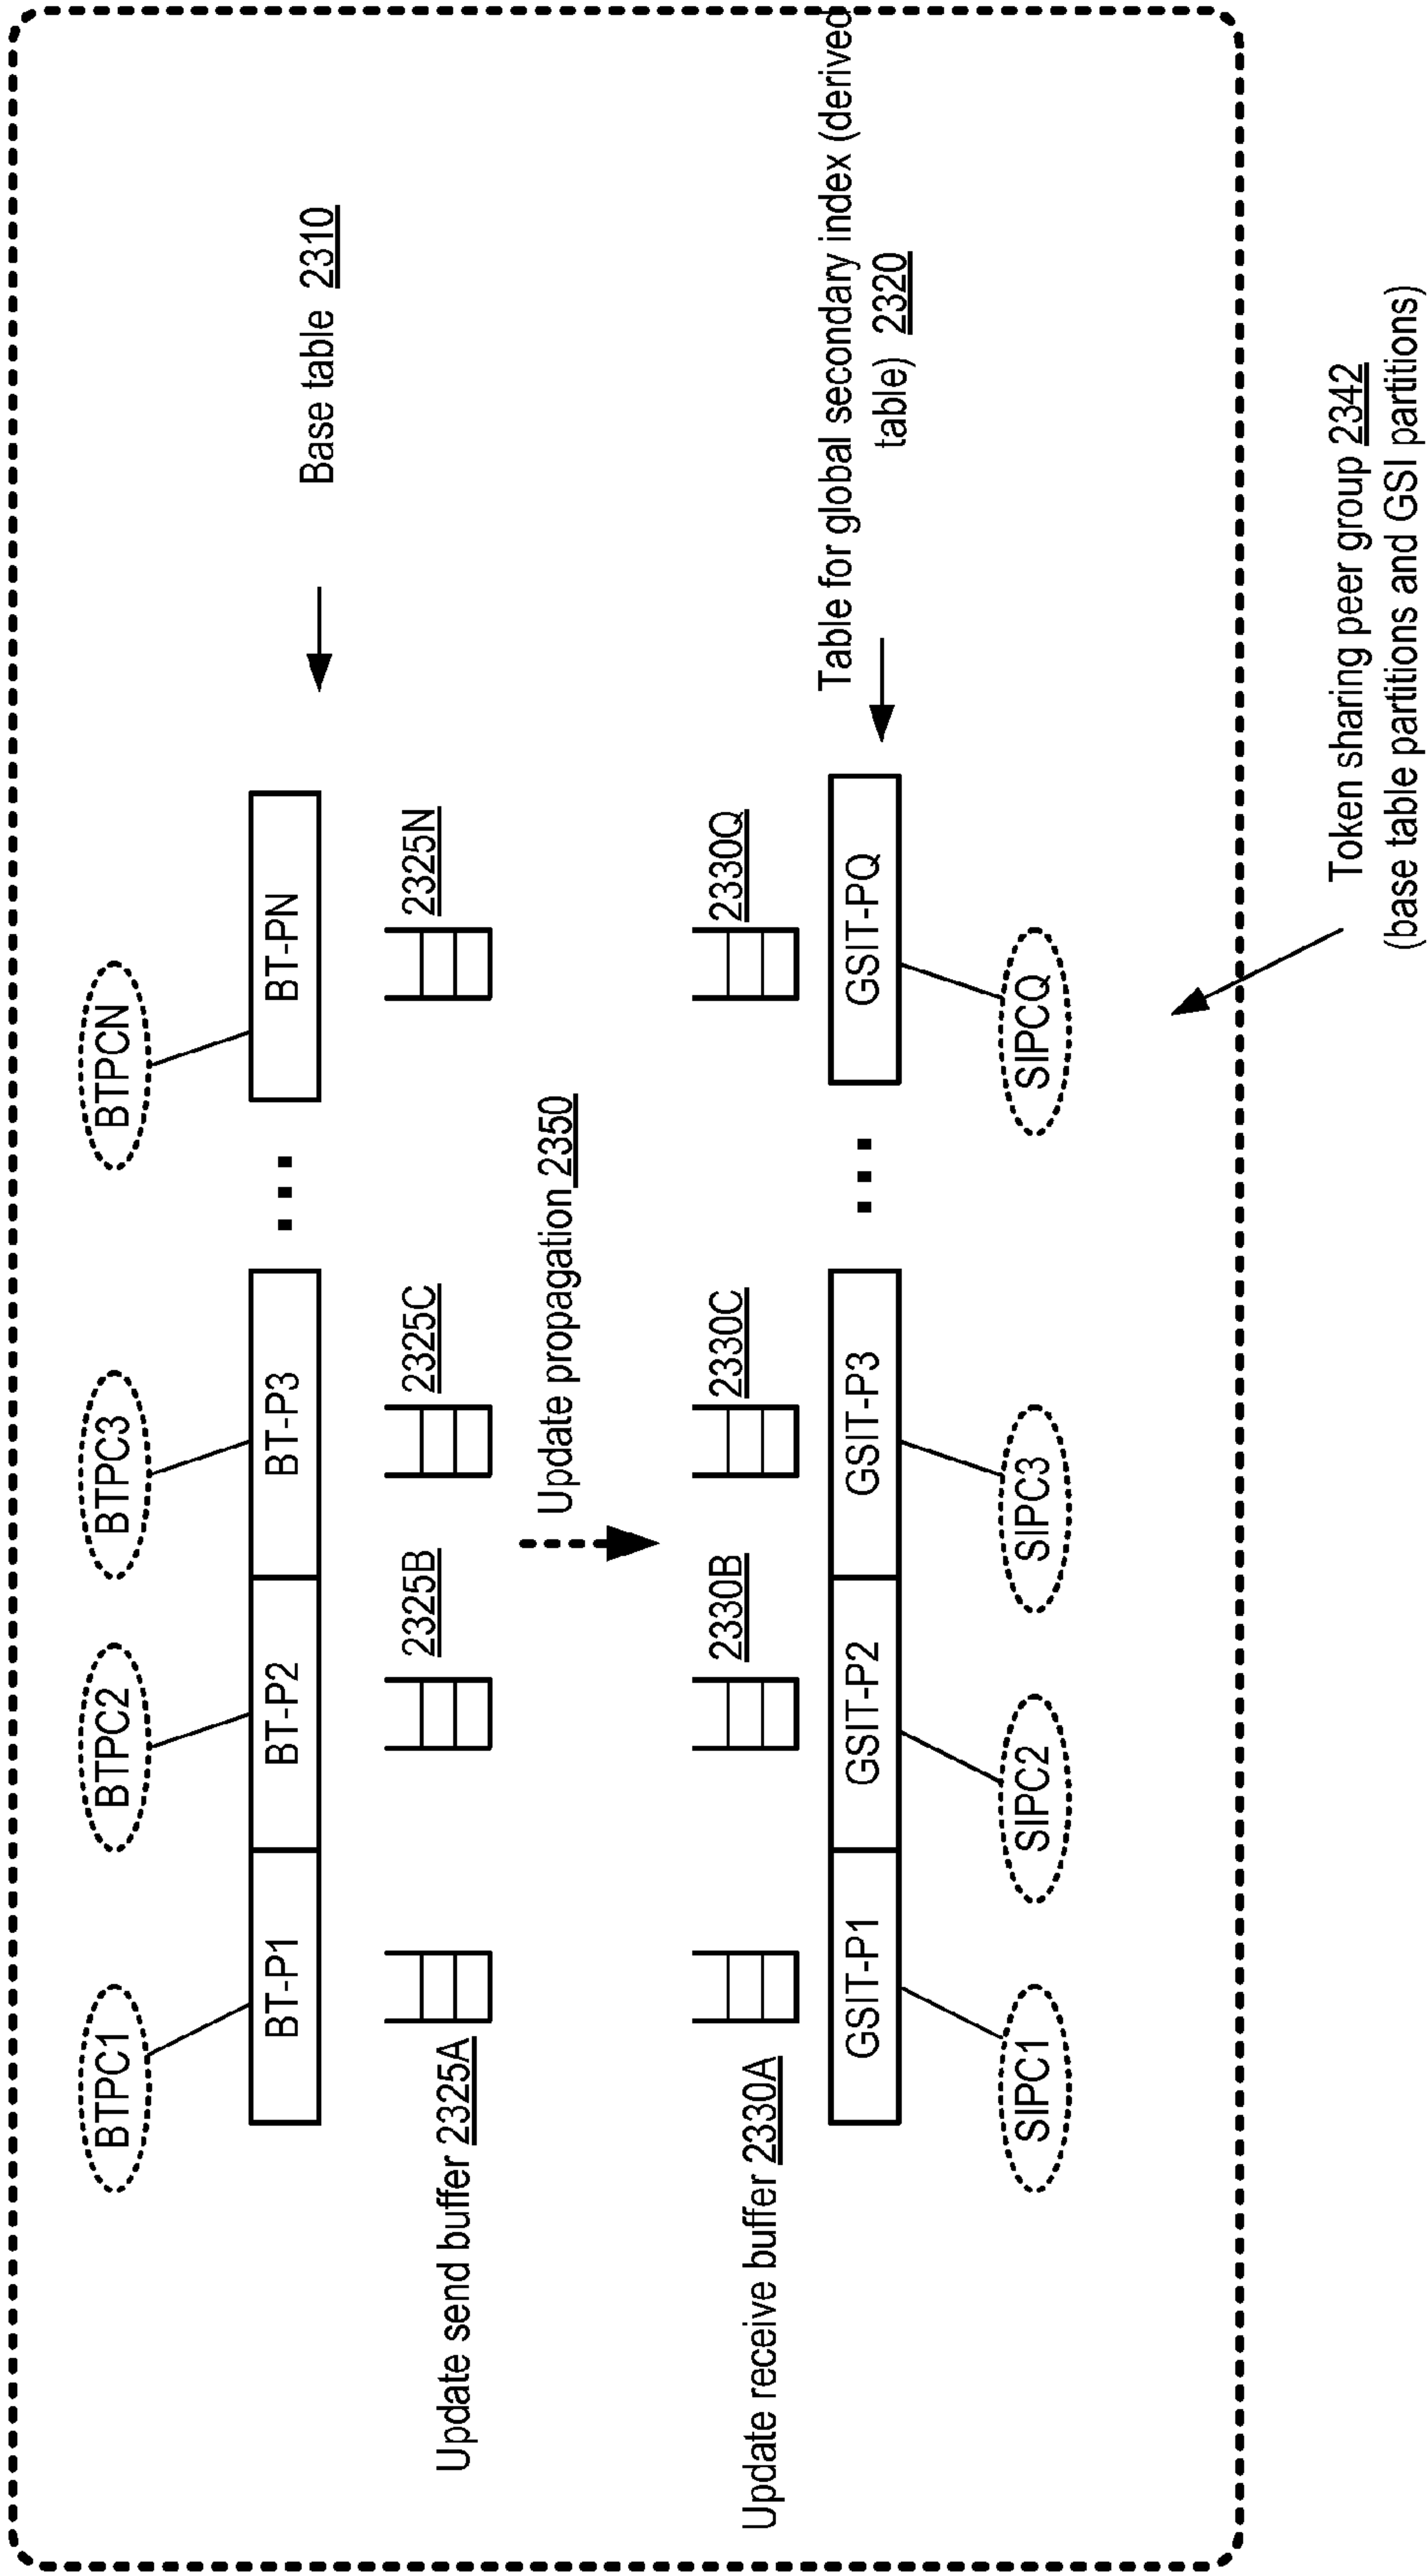 BTPC1
BTPC2
BTPC3
BTPCN
BT-P1
BT-P2
BT-P3
BT-PN
Base table 2310
Update send buffer 2325A
2325B
2325C
2325N
Update propagation 2350
Update receive buffer 2330A
2330B
2330C
2330Q
GSIT-P1
GSIT-P2
GSIT-P3
GSIT-PQ
Table for global secondary index (derived
table) 2320
SIPC1
SIPC2
SIPC3
SIPCQ
Token sharing peer group 2342
(base table partitions and GSI partitions)